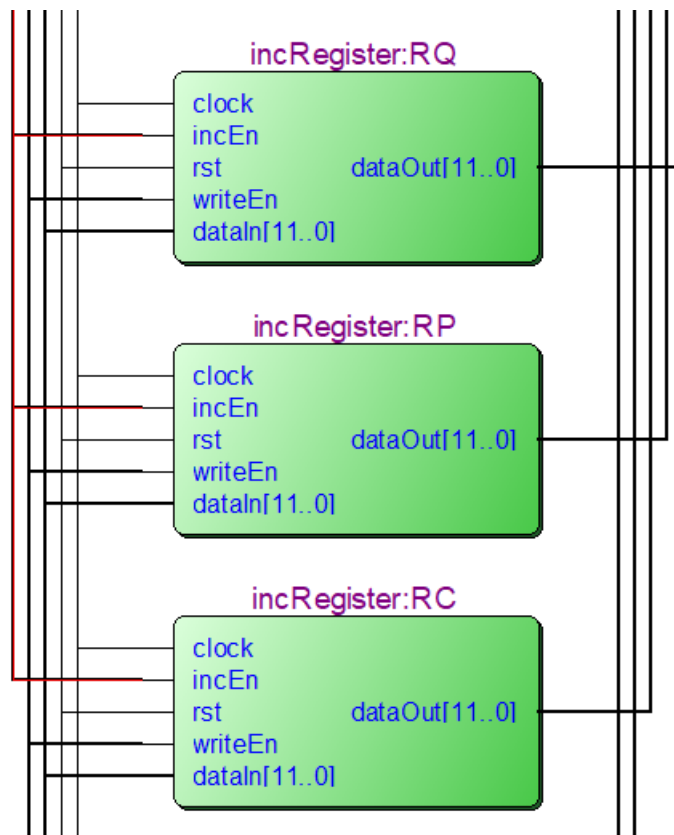 incRegister:RQ
clock
incEn
rst dataOut[11..0]
writeEn
dataIn[11..0]
incRegister:RP
clock
incEn
rst dataOut[11..0]
writeEn
dataIn[11..0]
incRegister:RC
clock
incEn
rst dataOut[11..0]
writeEn
dataIn[11..0]